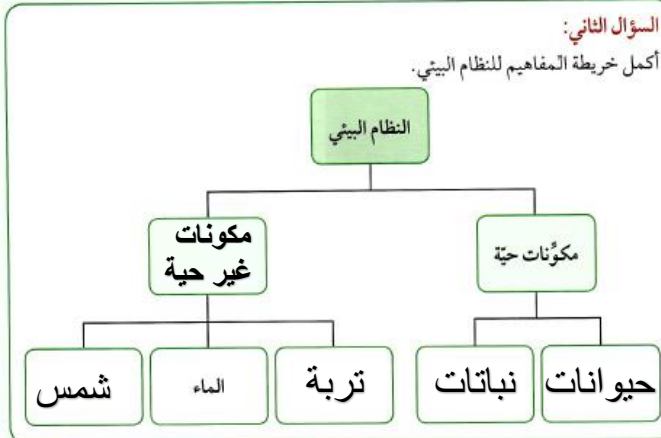 السؤال الثاني:
أكمل خريطة المفاهيم للنظام البيئي.
النظام البيئي
مكوّنات حيّة
مكونات
غير حية
حيوانات
نباتات
تربة
الماء
شمس